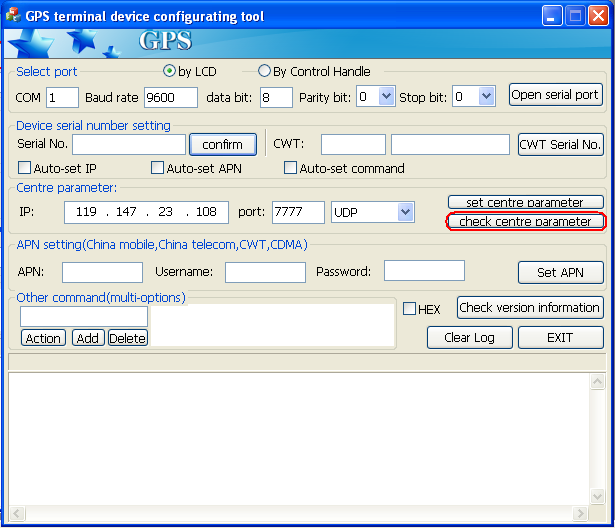 GPS terminal device configurating tool
GPS
Select port by LCD By Control Handle
COM 1 Baud rate 9600 data bit: 8 Parity bit: 0 Stop bit: 0 Open serial port
Device serial number setting
Serial No. confirm CWT: CWT Serial No.
Auto-set IP Auto-set APN Auto-set command
Centre parameter:
set centre parameter
IP: 119 . 147 . 23 . 108 port: 7777 UDP
check centre parameter
APN setting(China mobile,China telecom,CWT,CDMA)
APN: Username: Password: Set APN
Other command(multi-options)
HEX Check version information
Action Add Delete Clear Log EXIT